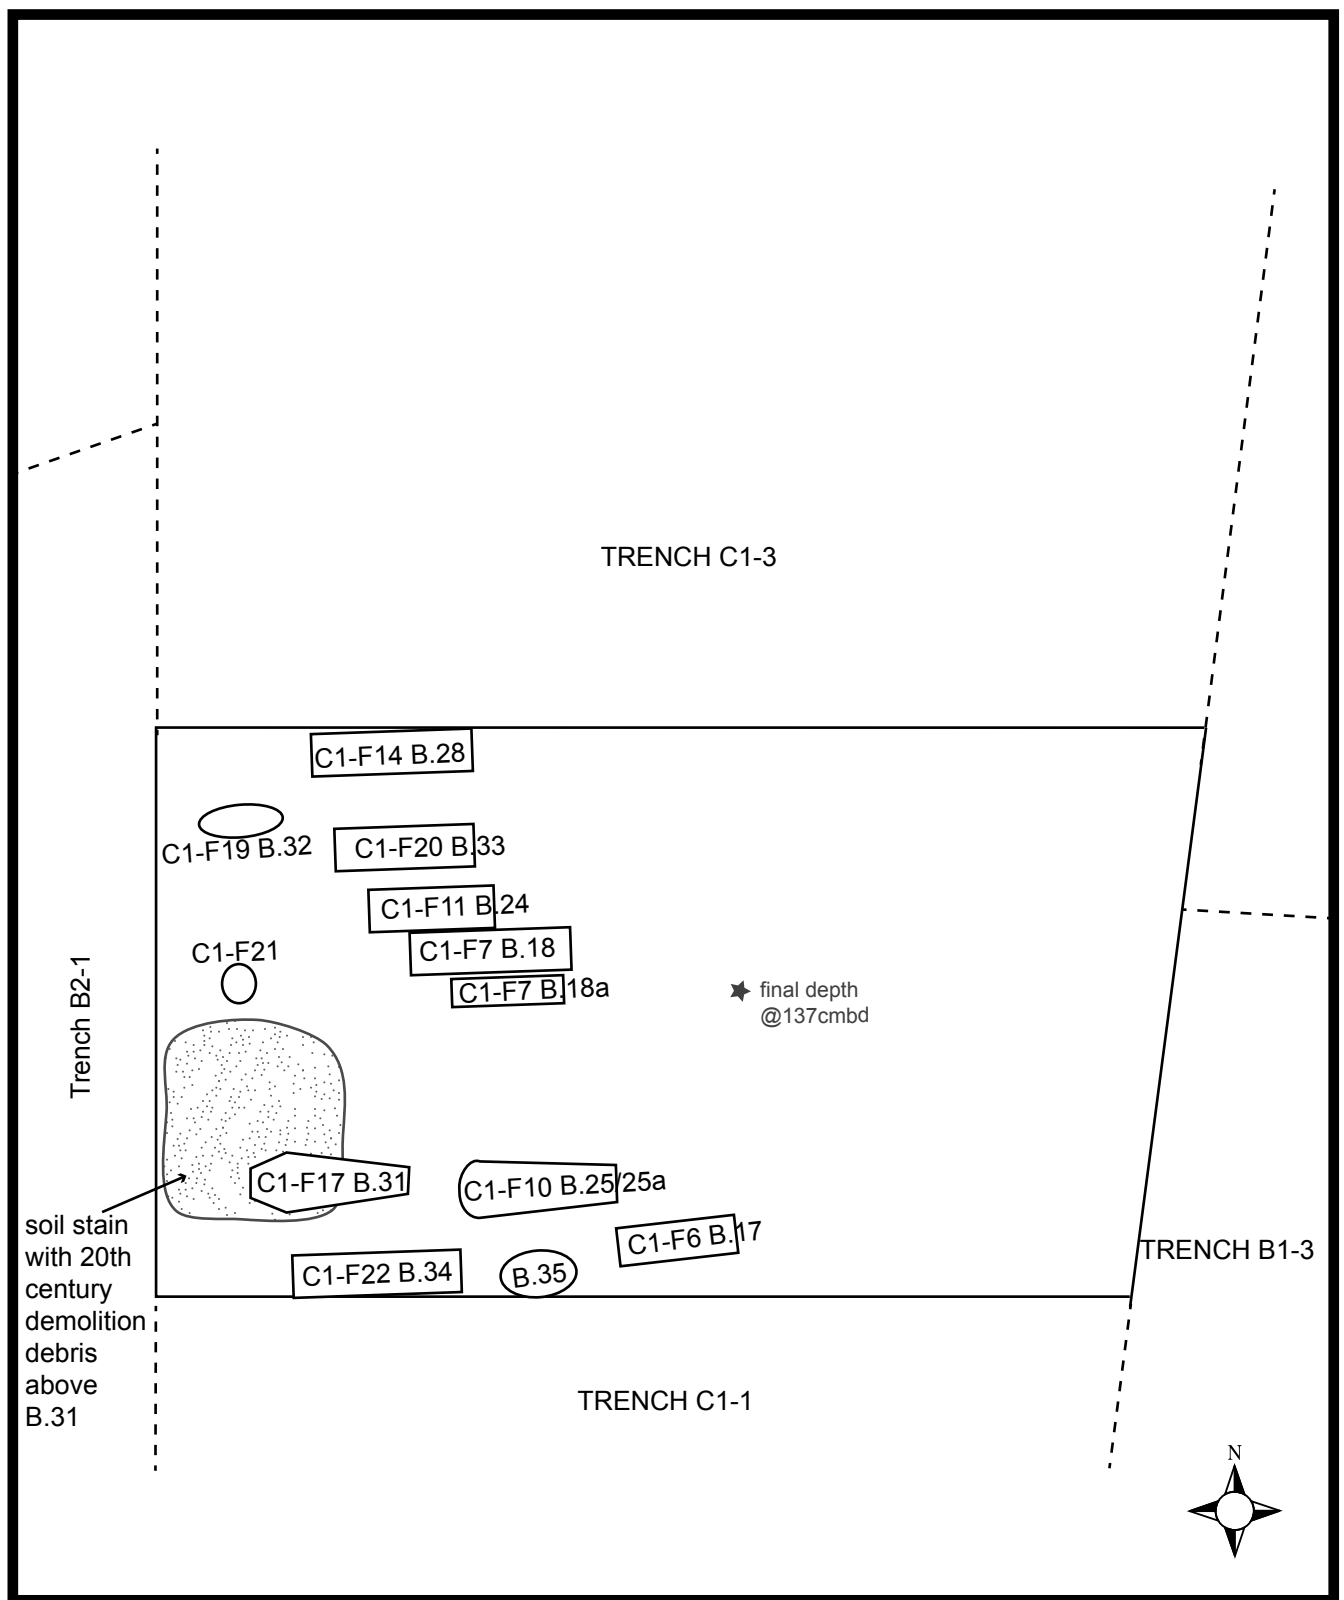 TRENCH C1-3
C1-F14 B.28
C1-F19 B.32
C1-F20 B.33
C1-F11 B.24
C1-F21
C1-F7 B.18
C1-F7 B.18a
Trench B2-1
final depth
@137cmbd
C1-F17 B.31
C1-F10 B.25/25a
C1-F6 B.17
C1-F22 B.34
B.35
soil stain
with 20th
century
demolition
debris
above
B.31
TRENCH B1-3
TRENCH C1-1
N